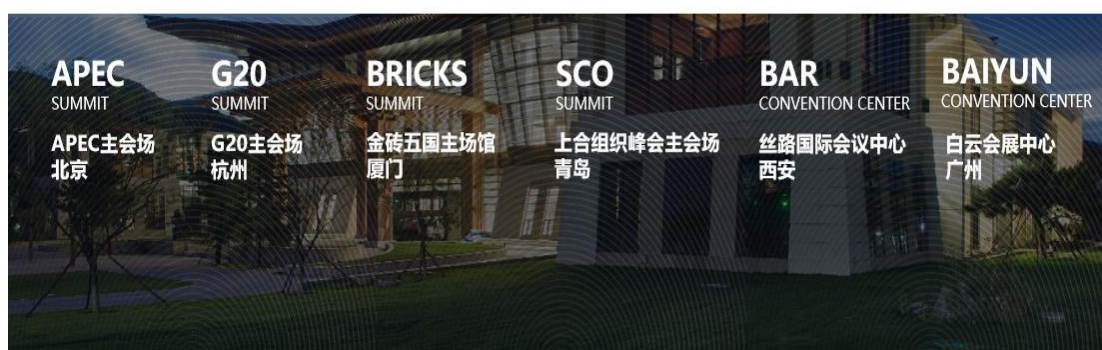 APEC
SUMMIT
APEC主会场
北京
G20
SUMMIT
G20主会场
杭州
BRICKS
SUMMIT
金砖五国主场馆
厦门
SCO
SUMMIT
上合组织峰会主会场
青岛
BAR
CONVENTION CENTER
丝路国际会议中心
西安
BAIYUN
CONVENTION CENTER
白云会展中心
广州